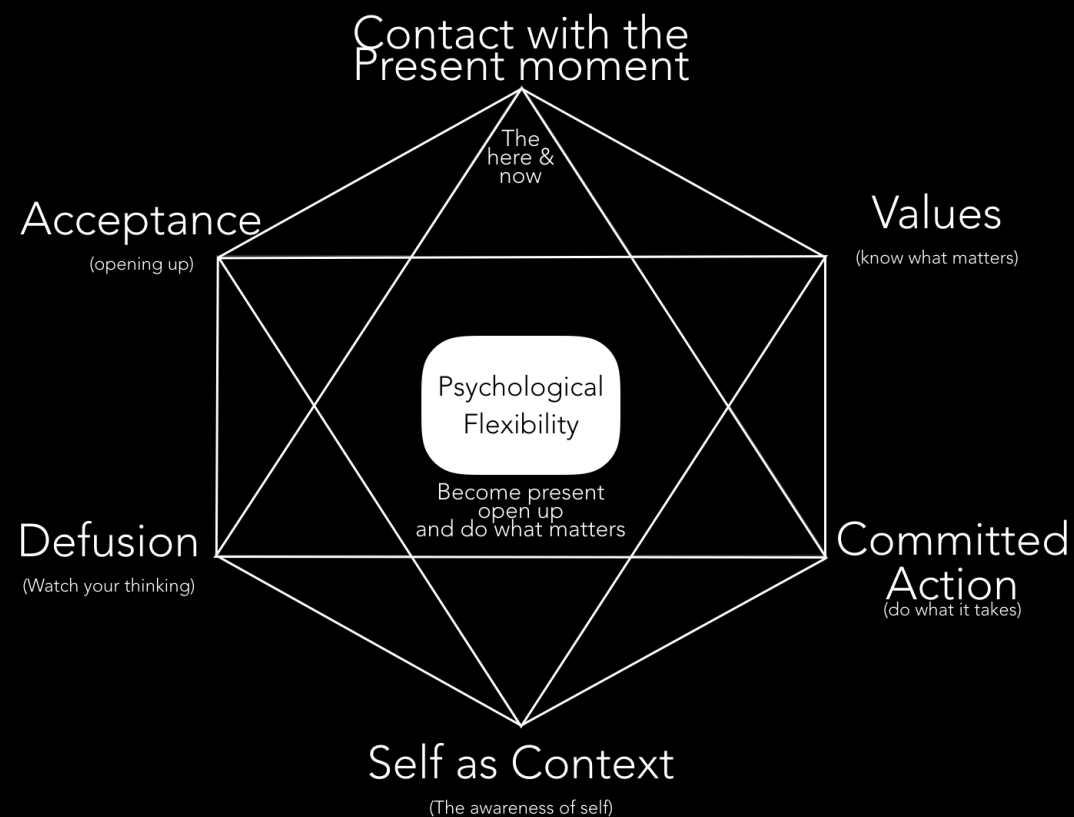 Contact with the
Present moment
The
here &
now
Acceptance
(opening up)
Values
(know what matters)
Psychological
Flexibility
Become present
open up
and do what matters
Defusion
(Watch your thinking)
Committed
Action
(do what it takes)
Self as Context
(The awareness of self)